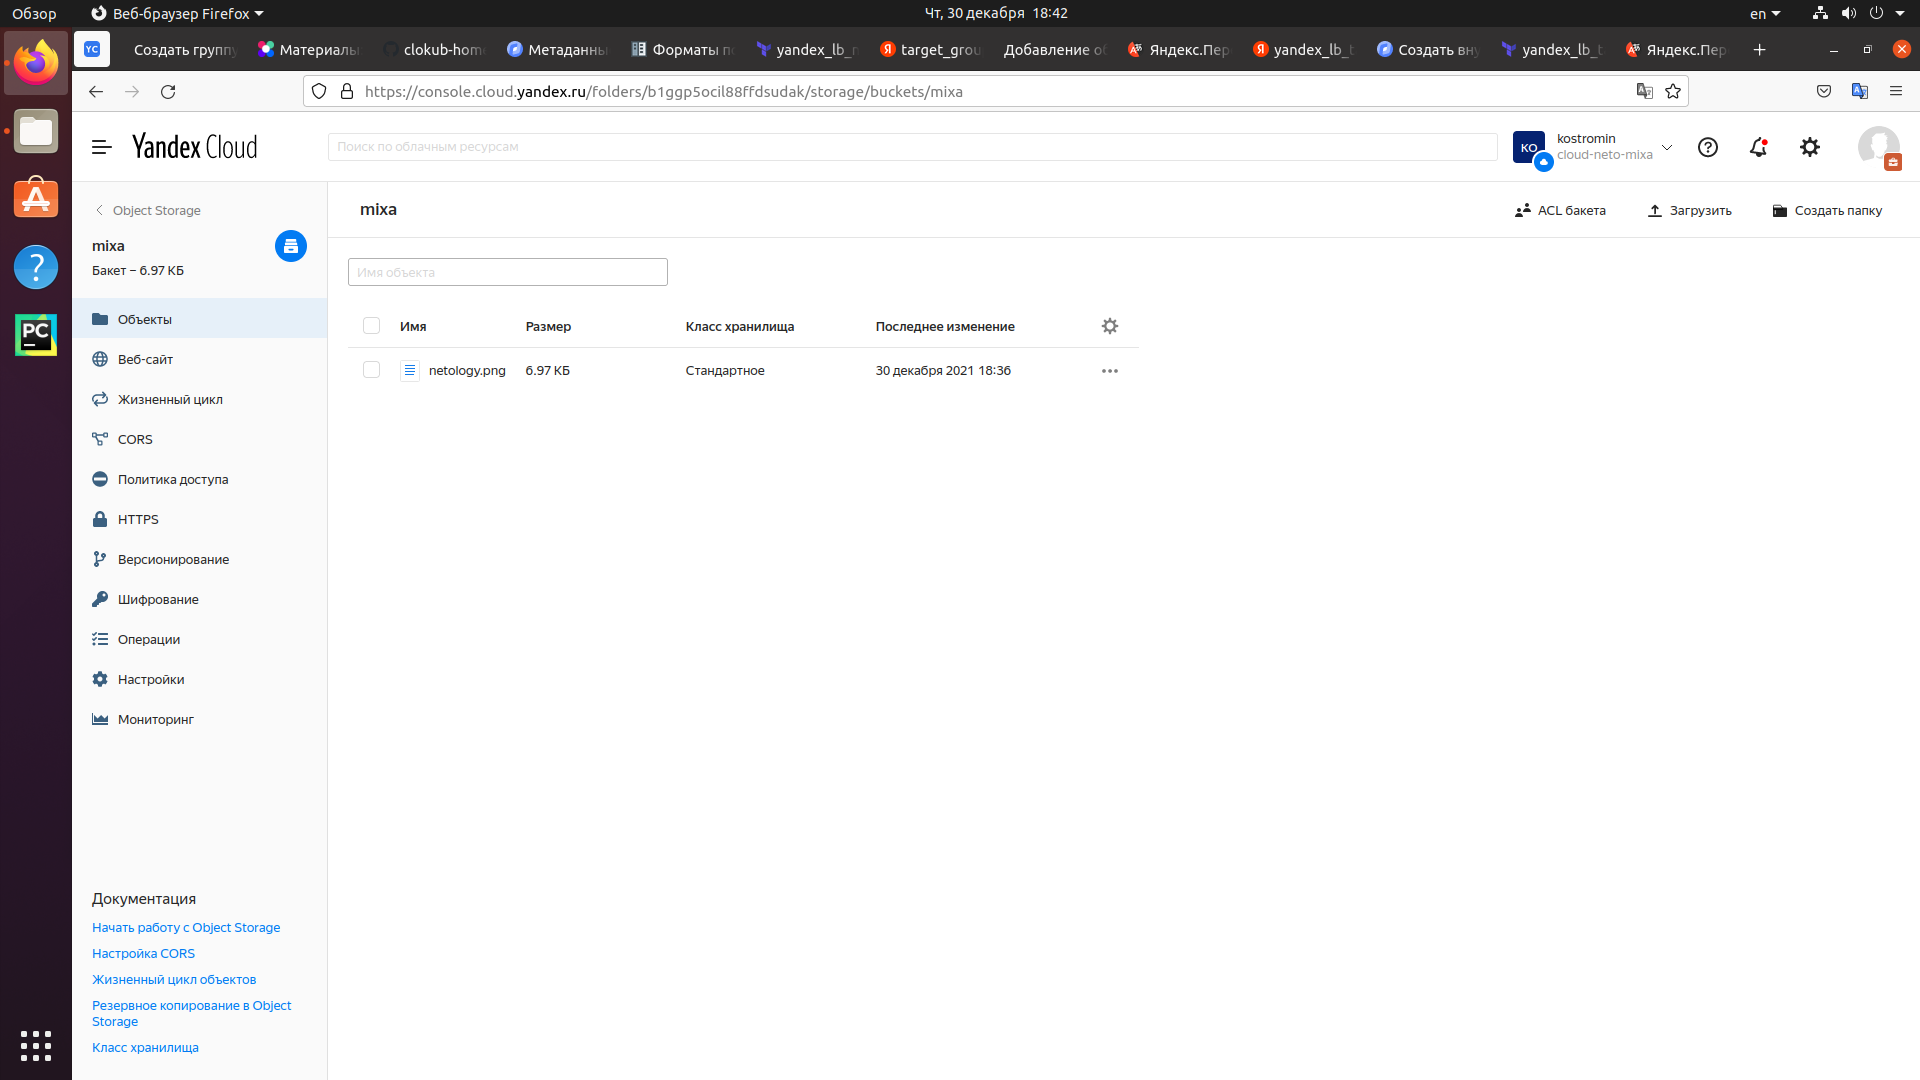 Обзор
Веб-браузер Firefox
Чт, 30 декабря 18:42
en
YC
Создать группу
Материалы
clokub-hom
Метаданны
Форматы п
yandex_lb_
target_grou
Добавление о
Яндекс.Пер
yandex_lb_t
Создать вну
yandex_lb_t
Яндекс.Пер
https://console.cloud.yandex.ru/folders/b1ggp5ocil88ffdsudak/storage/buckets/mixa
Yandex Cloud
Поиск по облачным ресурсам
KO
kostromin
cloud-neto-mixa
Object Storage
mixa
Бакет – 6.97 КБ
Объекты
Веб-сайт
Жизненный цикл
CORS
Политика доступа
HTTPS
Версионирование
Шифрование
Операции
Настройки
Мониторинг
Документация
Начать работу с Object Storage
Настройка CORS
Жизненный цикл объектов
Резервное копирование в Object
Storage
Класс хранилища
mixa
ACL бакета
Загрузить
Создать папку
Имя объекта
Имя
Размер
Класс хранилища
Последнее изменение
netology.png
6.97 КБ
Стандартное
30 декабря 2021 18:36
PC